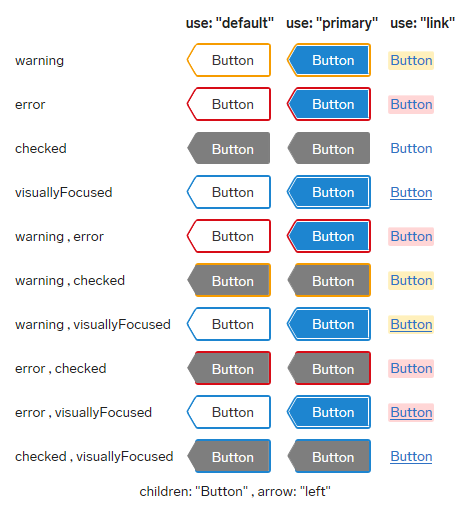 use: "default" use: "primary" use: "link"
warning Button Button Button
error Button Button Button
checked Button Button Button
visuallyFocused Button Button Button
warning , error Button Button Button
warning , checked Button Button Button
warning , visuallyFocused Button Button Button
error , checked Button Button Button
error , visuallyFocused Button Button Button
checked , visuallyFocused Button Button Button
children: "Button" , arrow: "left"